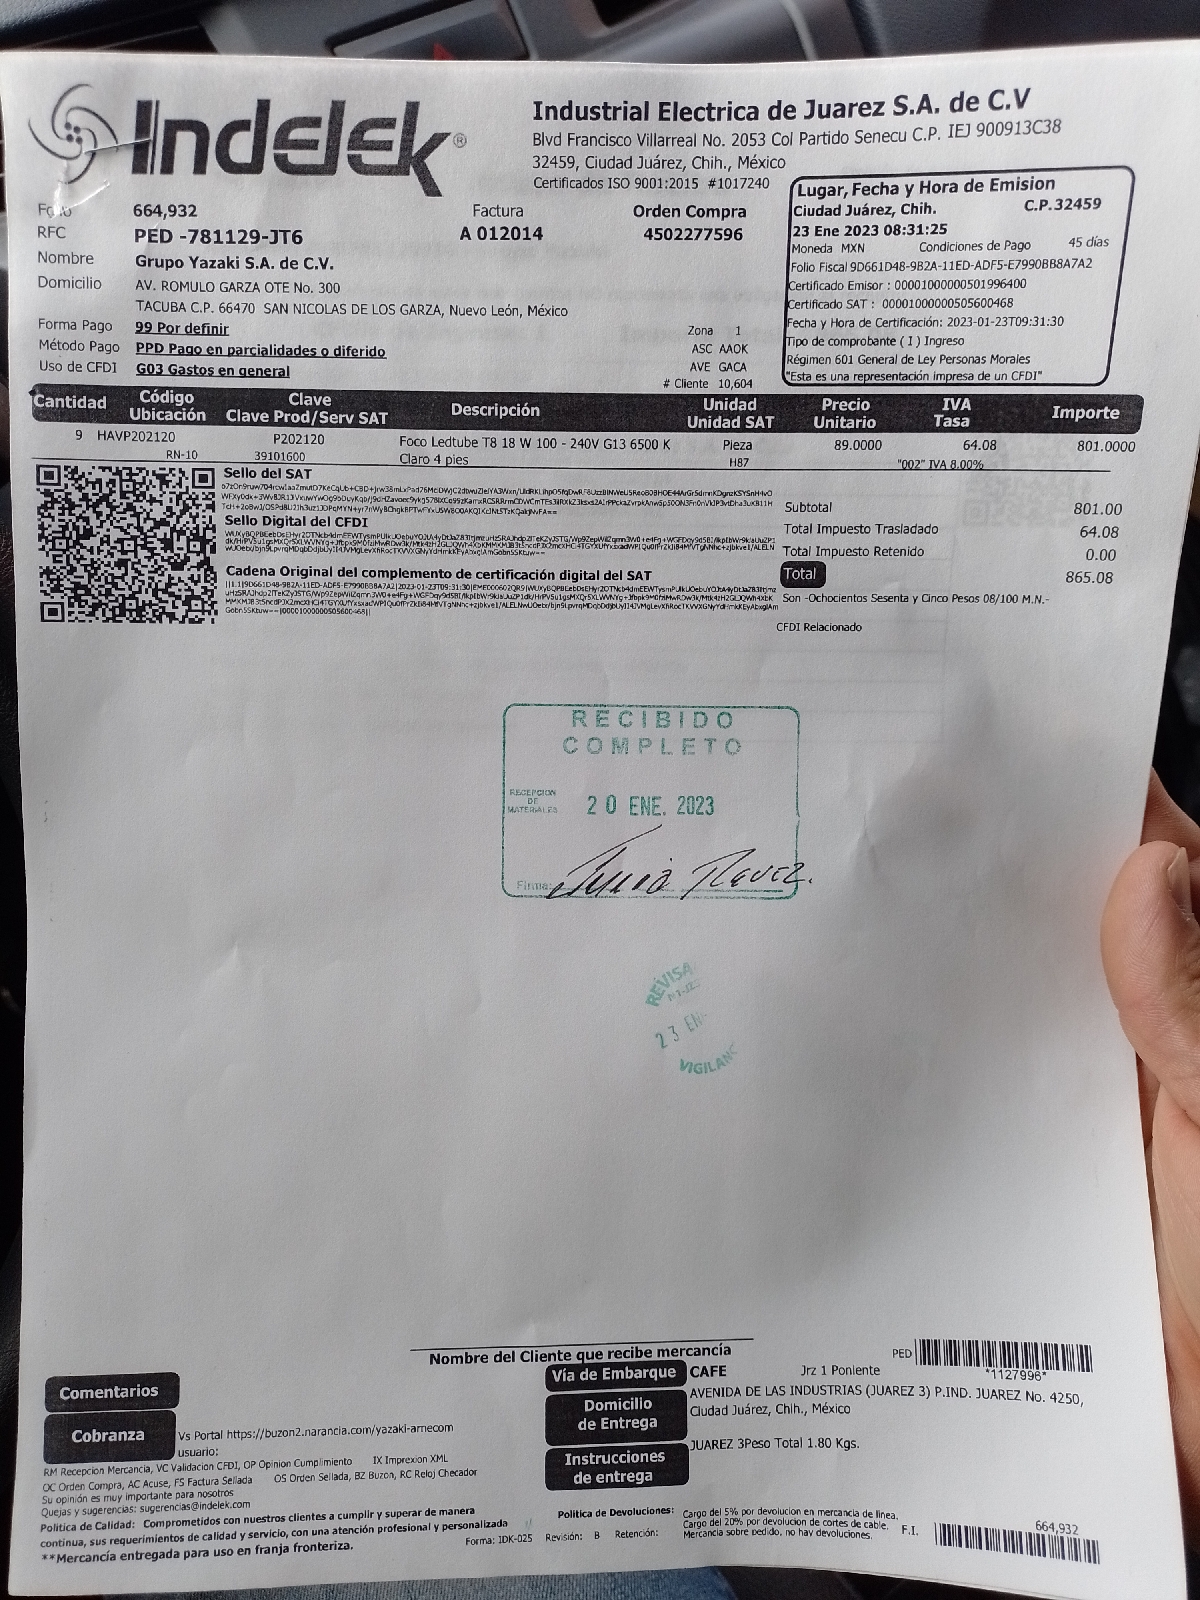 Indelek®
Industrial Electrica de Juarez S.A. de C.V
Blvd Francisco Villarreal No. 2053 Col Partido Senecu C.P. IEJ 900913C38
32459, Ciudad Juárez, Chih., México
Certificados ISO 9001:2015 #1017240
Lugar, Fecha y Hora de Emision
Ciudad Juárez, Chih. C.P.32459
23 Ene 2023 08:31:25
Moneda MXN Condiciones de Pago 45 días
Folio Fiscal 9D661D48-9B2A-11ED-ADF5-E7990BB8A7A2
Certificado Emisor : 00001000000501996400
Certificado SAT : 00001000000505600468
Fecha y Hora de Certificación: 2023-01-23T09:31:30
Tipo de comprobante ( I ) Ingreso
Régimen 601 General de Ley Personas Morales
"Esta es una representación impresa de un CFDI"
Folio 664,932 Factura Orden Compra
RFC PED -781129-JT6 A 012014 4502277596
Nombre Grupo Yazaki S.A. de C.V.
Domicilio AV. ROMULO GARZA OTE No. 300
TACUBA C.P. 66470 SAN NICOLAS DE LOS GARZA, Nuevo León, México
Forma Pago 99 Por definir Zona 1
Método Pago PPD Pago en parcialidades o diferido ASC AAOK
Uso de CFDI G03 Gastos en general AVE GACA
# Cliente 10,604
Cantidad Código Ubicación Clave Clave Prod/Serv SAT Descripción Unidad Unidad SAT Precio Unitario IVA Tasa Importe
9 HAVP202120 P202120 Foco Ledtube T8 18 W 100 - 240V G13 6500 K Pieza 89.0000 64.08 801.0000
RN-10 39101600 Claro 4 pies H87 "002" IVA 8.00%
Sello del SAT
Sello Digital del CFDI
Cadena Original del complemento de certificación digital del SAT
Subtotal 801.00
Total Impuesto Trasladado 64.08
Total Impuesto Retenido 0.00
Total 865.08
Son -Ochocientos Sesenta y Cinco Pesos 08/100 M.N.-
CFDI Relacionado
RECIBIDO
COMPLETO
RECEPCION
DE
MATERIALES
20 ENE. 2023
Firma:
REVISA
23 EN
VIGILANC
Nombre del Cliente que recibe mercancía
PED *1127996*
Comentarios
Vía de Embarque CAFE Jrz 1 Poniente
Domicilio de Entrega AVENIDA DE LAS INDUSTRIAS (JUAREZ 3) P.IND. JUAREZ No. 4250,
Ciudad Juárez, Chih., México
Cobranza Vs Portal https://buzon2.narancia.com/yazaki-amecom
usuario:
Instrucciones de entrega JUAREZ 3Peso Total 1.80 Kgs.
RM Recepcion Mercancia, VC Validacion CFDI, OP Opinion Cumplimiento IX Impresion XML
OC Orden Compra, AC Acuse, FS Factura Sellada OS Orden Sellada, BZ Buzon, RC Reloj Checador
Su opinión es muy importante para nosotros
Quejas y sugerencias: sugerencias@indelek.com
Politica de Calidad: Comprometidos con nuestros clientes a cumplir y superar de manera
continua, sus requerimientos de calidad y servicio, con una atención profesional y personalizada
**Mercancía entregada para uso en franja fronteriza.
Forma: IDK-025 Revisión: B Retención:
Política de Devoluciones: Cargo del 5% por devolucion en mercancia de linea.
Cargo del 20% por devolucion de cortes de cable.
Mercancia sobre pedido, no hay devoluciones.
F.I. 664,932